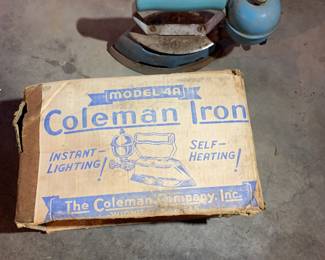 MODEL 4A
Coleman Iron
INSTANT- LIGHTING!
SELF- HEATING!
The Coleman Company, Inc.